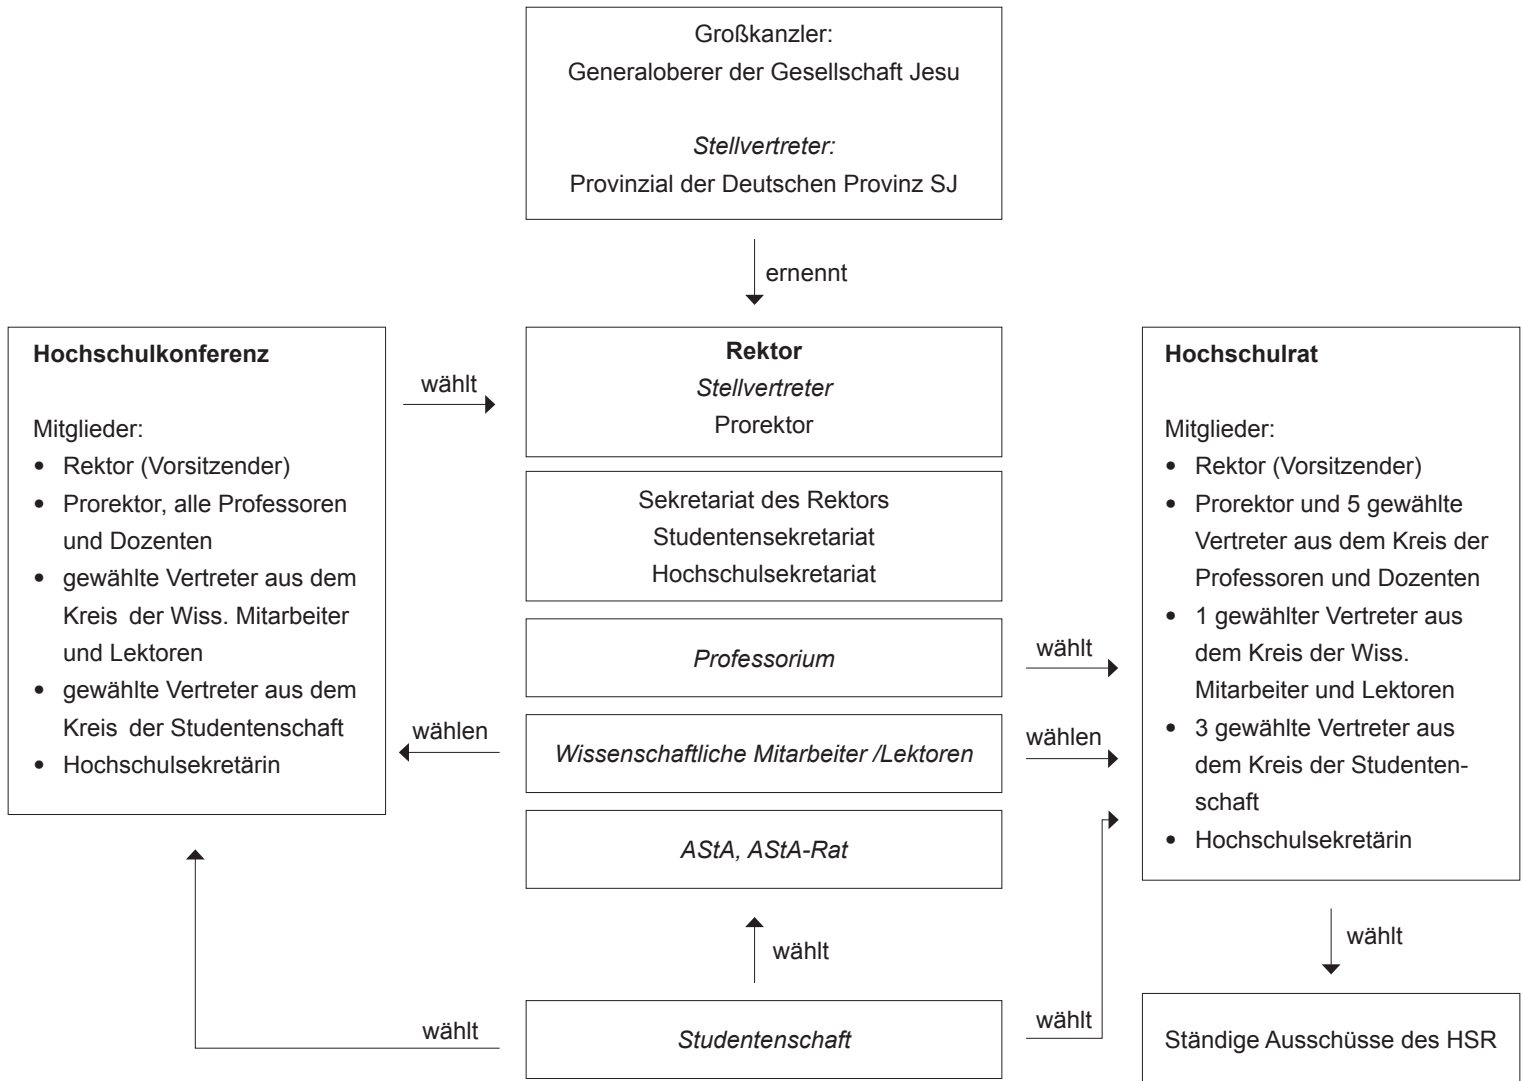 Großkanzler:
Generaloberer der Gesellschaft Jesu
Stellvertreter:
Provinzial der Deutschen Provinz SJ
ernennt
Hochschulkonferenz
Mitglieder:
• Rektor (Vorsitzender)
• Prorektor, alle Professoren
und Dozenten
• gewählte Vertreter aus dem
Kreis der Wiss. Mitarbeiter
und Lektoren
• gewählte Vertreter aus dem
Kreis der Studentenschaft
• Hochschulsekretärin
wählt
Rektor
Stellvertreter
Prorektor
Sekretariat des Rektors
Studentensekretariat
Hochschulsekretariat
Professorium
wählt
wählen
Wissenschaftliche Mitarbeiter /Lektoren
wählen
AStA, AStA-Rat
wählt
wählt
Studentenschaft
wählt
Hochschulrat
Mitglieder:
• Rektor (Vorsitzender)
• Prorektor und 5 gewählte
Vertreter aus dem Kreis der
Professoren und Dozenten
• 1 gewählter Vertreter aus
dem Kreis der Wiss.
Mitarbeiter und Lektoren
• 3 gewählte Vertreter aus
dem Kreis der Studenten-
schaft
• Hochschulsekretärin
wählt
Ständige Ausschüsse des HSR